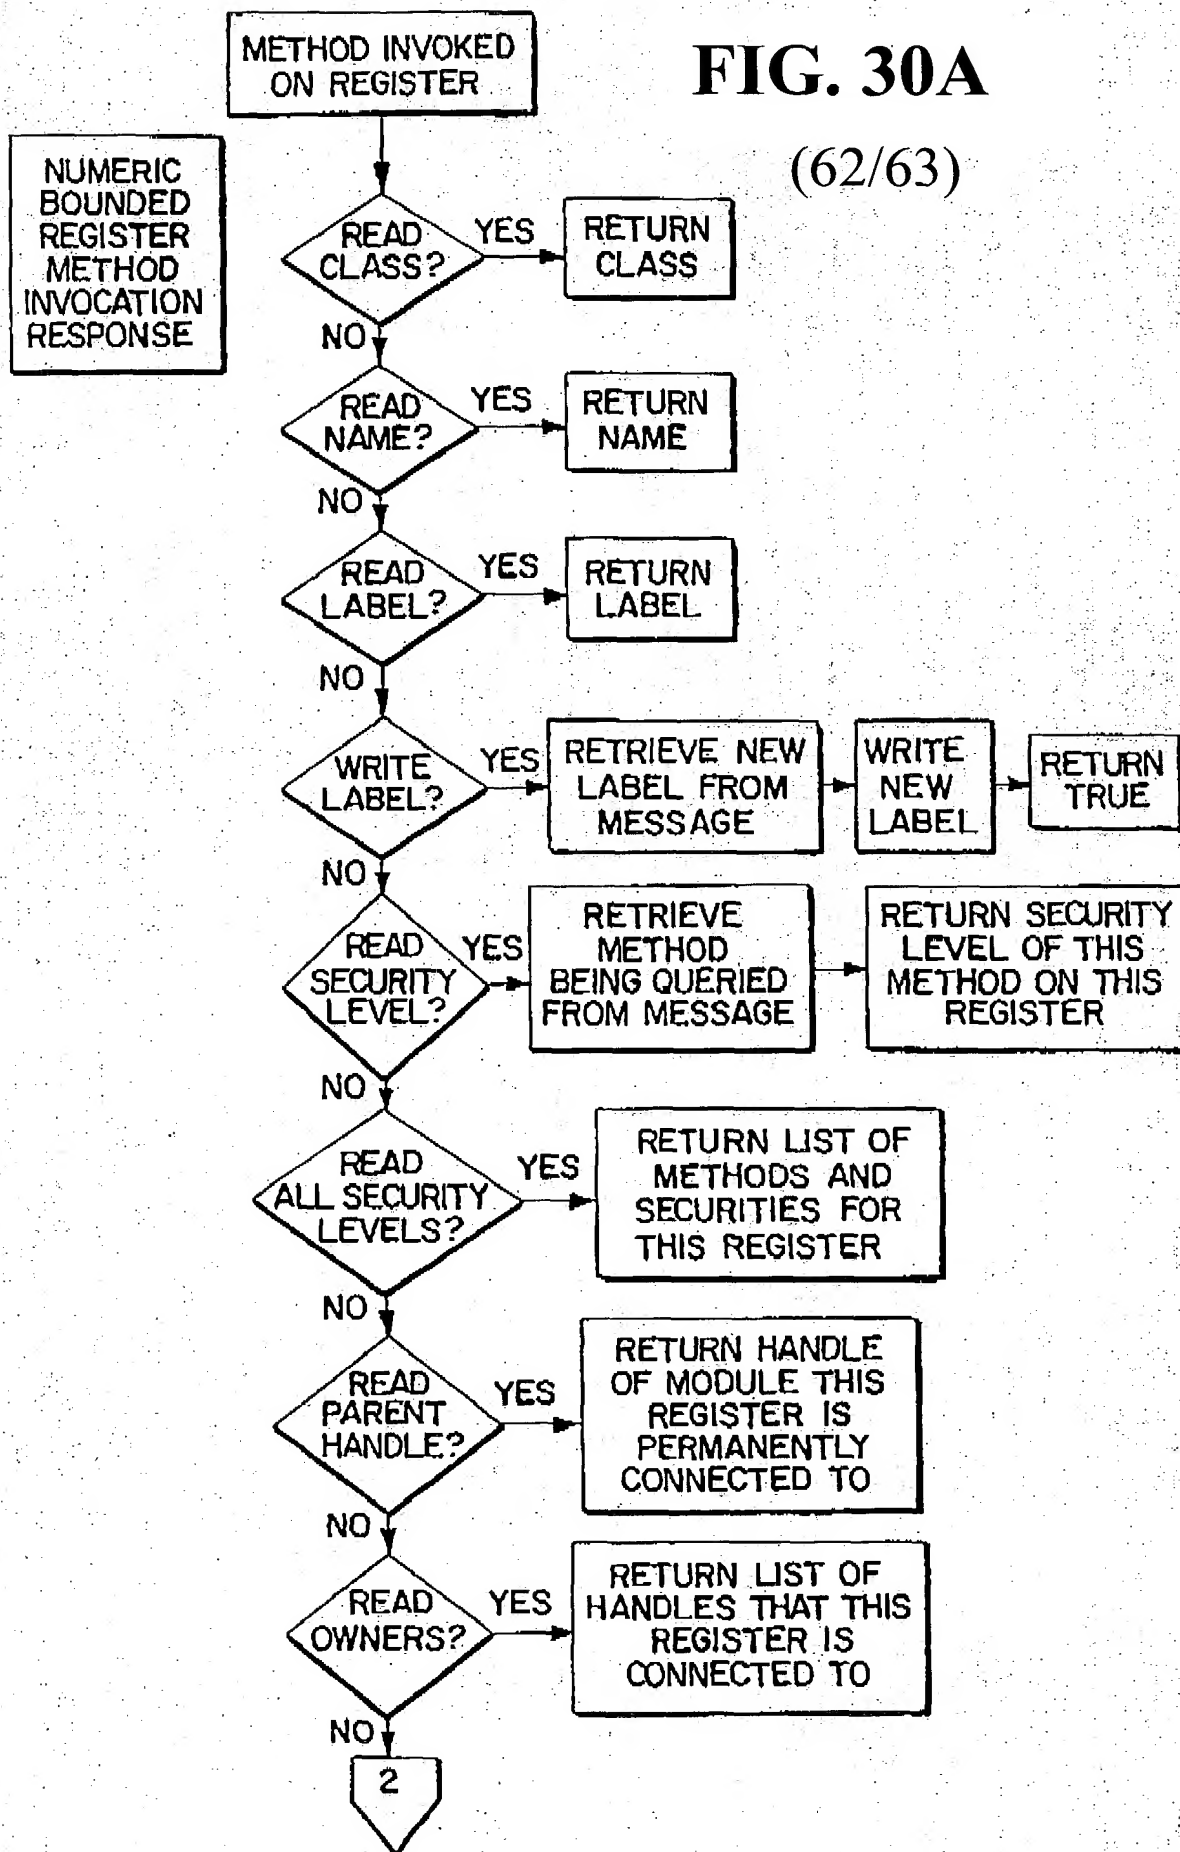 METHOD INVOKED
ON REGISTER
FIG. 30A
(62/63)
NUMERIC
BOUNDED
REGISTER
METHOD
INVOCATION
RESPONSE
READ
CLASS?
YES
RETURN
CLASS
NO
READ
NAME?
YES
RETURN
NAME
NO
READ
LABEL?
YES
RETURN
LABEL
NO
WRITE
LABEL?
YES
RETRIEVE NEW
LABEL FROM
MESSAGE
WRITE
NEW
LABEL
RETURN
TRUE
NO
READ
SECURITY
LEVEL?
YES
RETRIEVE
METHOD
BEING QUERIED
FROM MESSAGE
RETURN SECURITY
LEVEL OF THIS
METHOD ON THIS
REGISTER
NO
READ
ALL SECURITY
LEVELS?
YES
RETURN LIST OF
METHODS AND
SECURITIES FOR
THIS REGISTER
NO
READ
PARENT
HANDLE?
YES
RETURN HANDLE
OF MODULE THIS
REGISTER IS
PERMANENTLY
CONNECTED TO
NO
READ
OWNERS?
YES
RETURN LIST OF
HANDLES THAT THIS
REGISTER IS
CONNECTED TO
NO
2